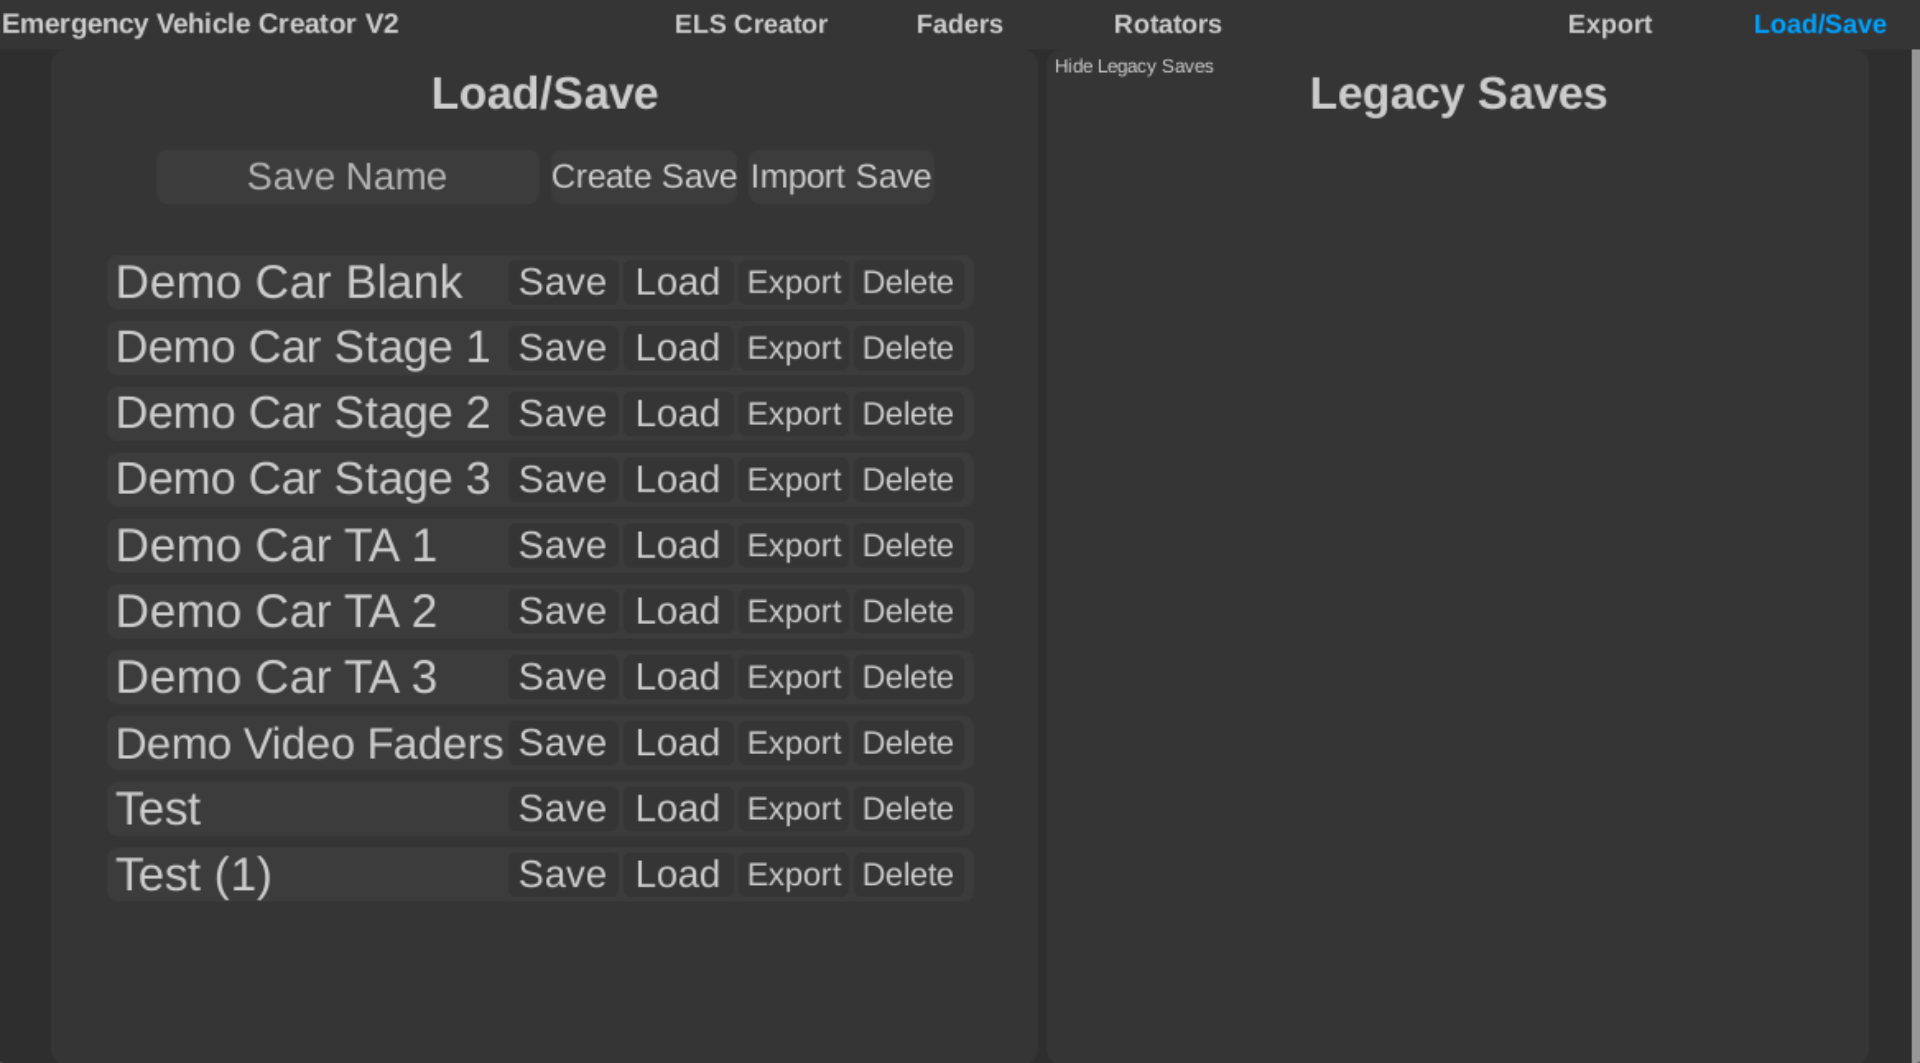 Emergency Vehicle Creator V2 ELS Creator Faders Rotators Export Load/Save
Load/Save
Save Name Create Save Import Save
Demo Car Blank Save Load Export Delete
Demo Car Stage 1 Save Load Export Delete
Demo Car Stage 2 Save Load Export Delete
Demo Car Stage 3 Save Load Export Delete
Demo Car TA 1 Save Load Export Delete
Demo Car TA 2 Save Load Export Delete
Demo Car TA 3 Save Load Export Delete
Demo Video Faders Save Load Export Delete
Test Save Load Export Delete
Test (1) Save Load Export Delete
Hide Legacy Saves
Legacy Saves